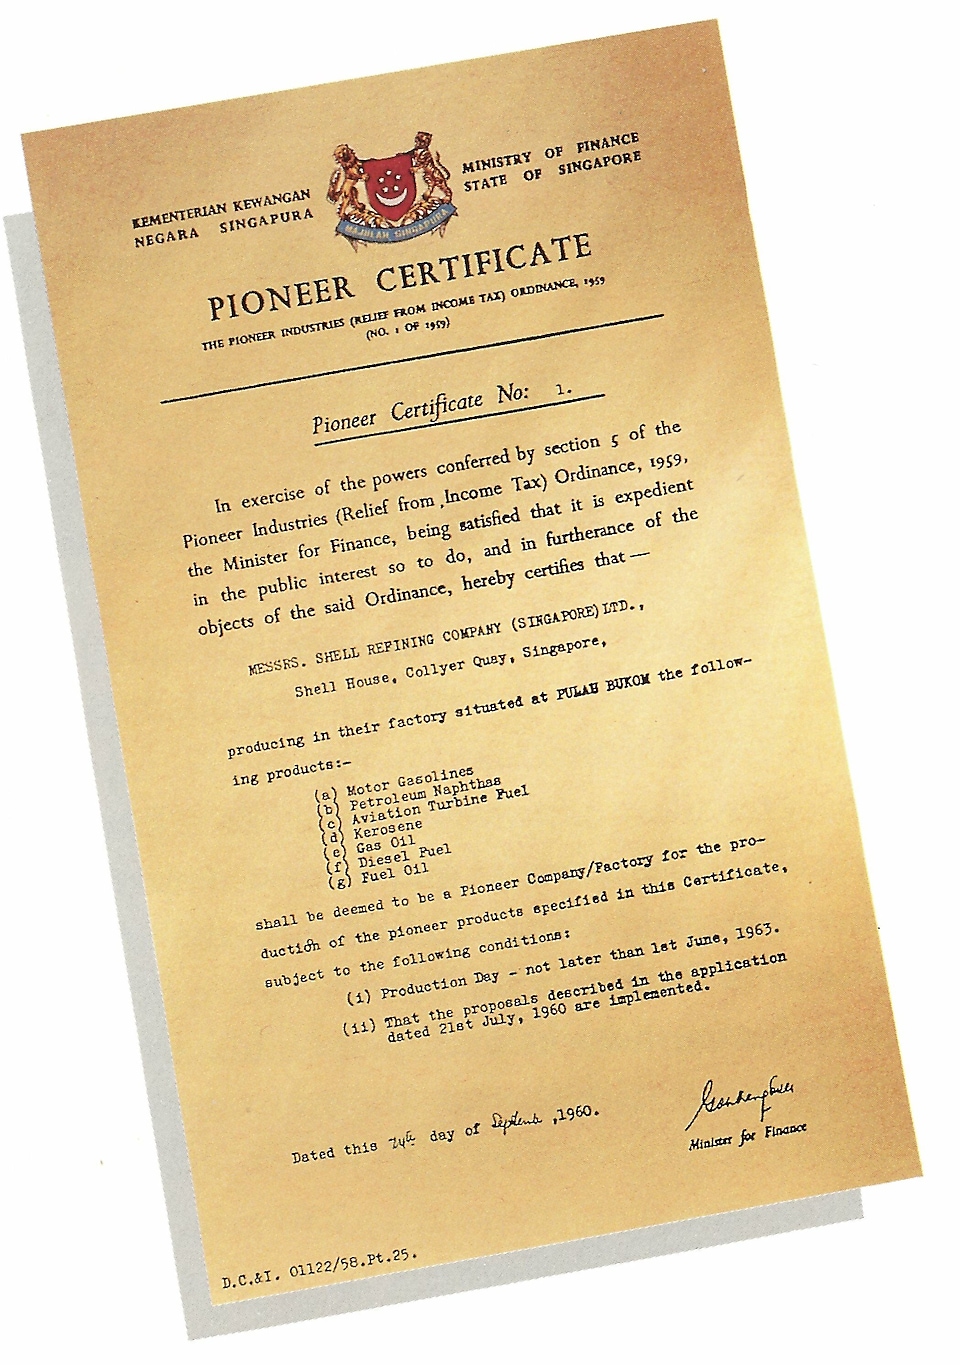 KEMENTERIAN KEWANGAN
NEGARA SINGAPURA
MAJULAH SINGAPURA
MINISTRY OF FINANCE
STATE OF SINGAPORE
PIONEER CERTIFICATE
THE PIONEER INDUSTRIES (RELIEF FROM INCOME TAX) ORDINANCE, 1959
(NO. 1 OF 1959)
Pioneer Certificate No: 1.
In exercise of the powers conferred by section 5 of the
Pioneer Industries (Relief from Income Tax) Ordinance, 1959,
the Minister for Finance, being satisfied that it is expedient
in the public interest so to do, and in furtherance of the
objects of the said Ordinance, hereby certifies that —
MESSRS. SHELL REFINING COMPANY (SINGAPORE)LTD.,
Shell House, Collyer Quay, Singapore,
producing in their factory situated at PULAU BUKOM the follow-
ing products:-
(a) Motor Gasolines
(b) Petroleum Naphthas
(c) Aviation Turbine Fuel
(d) Kerosene
(e) Gas Oil
(f) Diesel Fuel
(g) Fuel Oil
shall be deemed to be a Pioneer Company/Factory for the pro-
duction of the pioneer products specified in this Certificate,
subject to the following conditions:
(i) Production Day - not later than 1st June, 1963.
(ii) That the proposals described in the application
dated 21st July, 1960 are implemented.
Dated this 24th day of September ,1960.
Minister for Finance
D.C.&I. 01122/58.Pt.25.